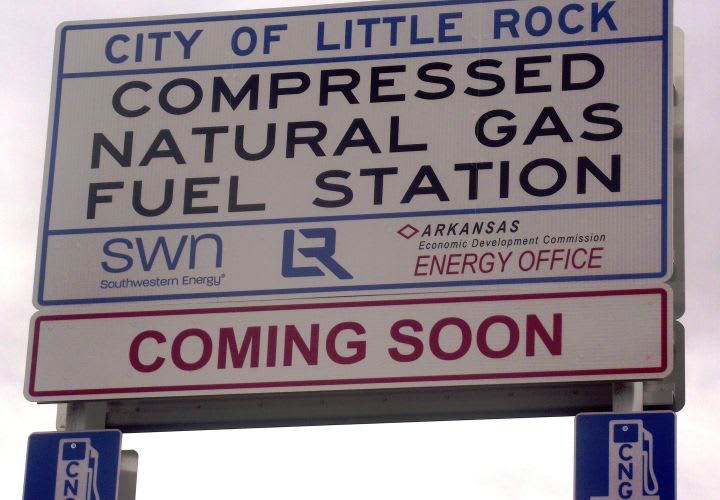 CITY OF LITTLE ROCK
COMPRESSED
NATURAL GAS
FUEL STATION
swn
Southwestern Energy®
LR
ARKANSAS
Economic Development Commission
ENERGY OFFICE
COMING SOON
CNG
CNG